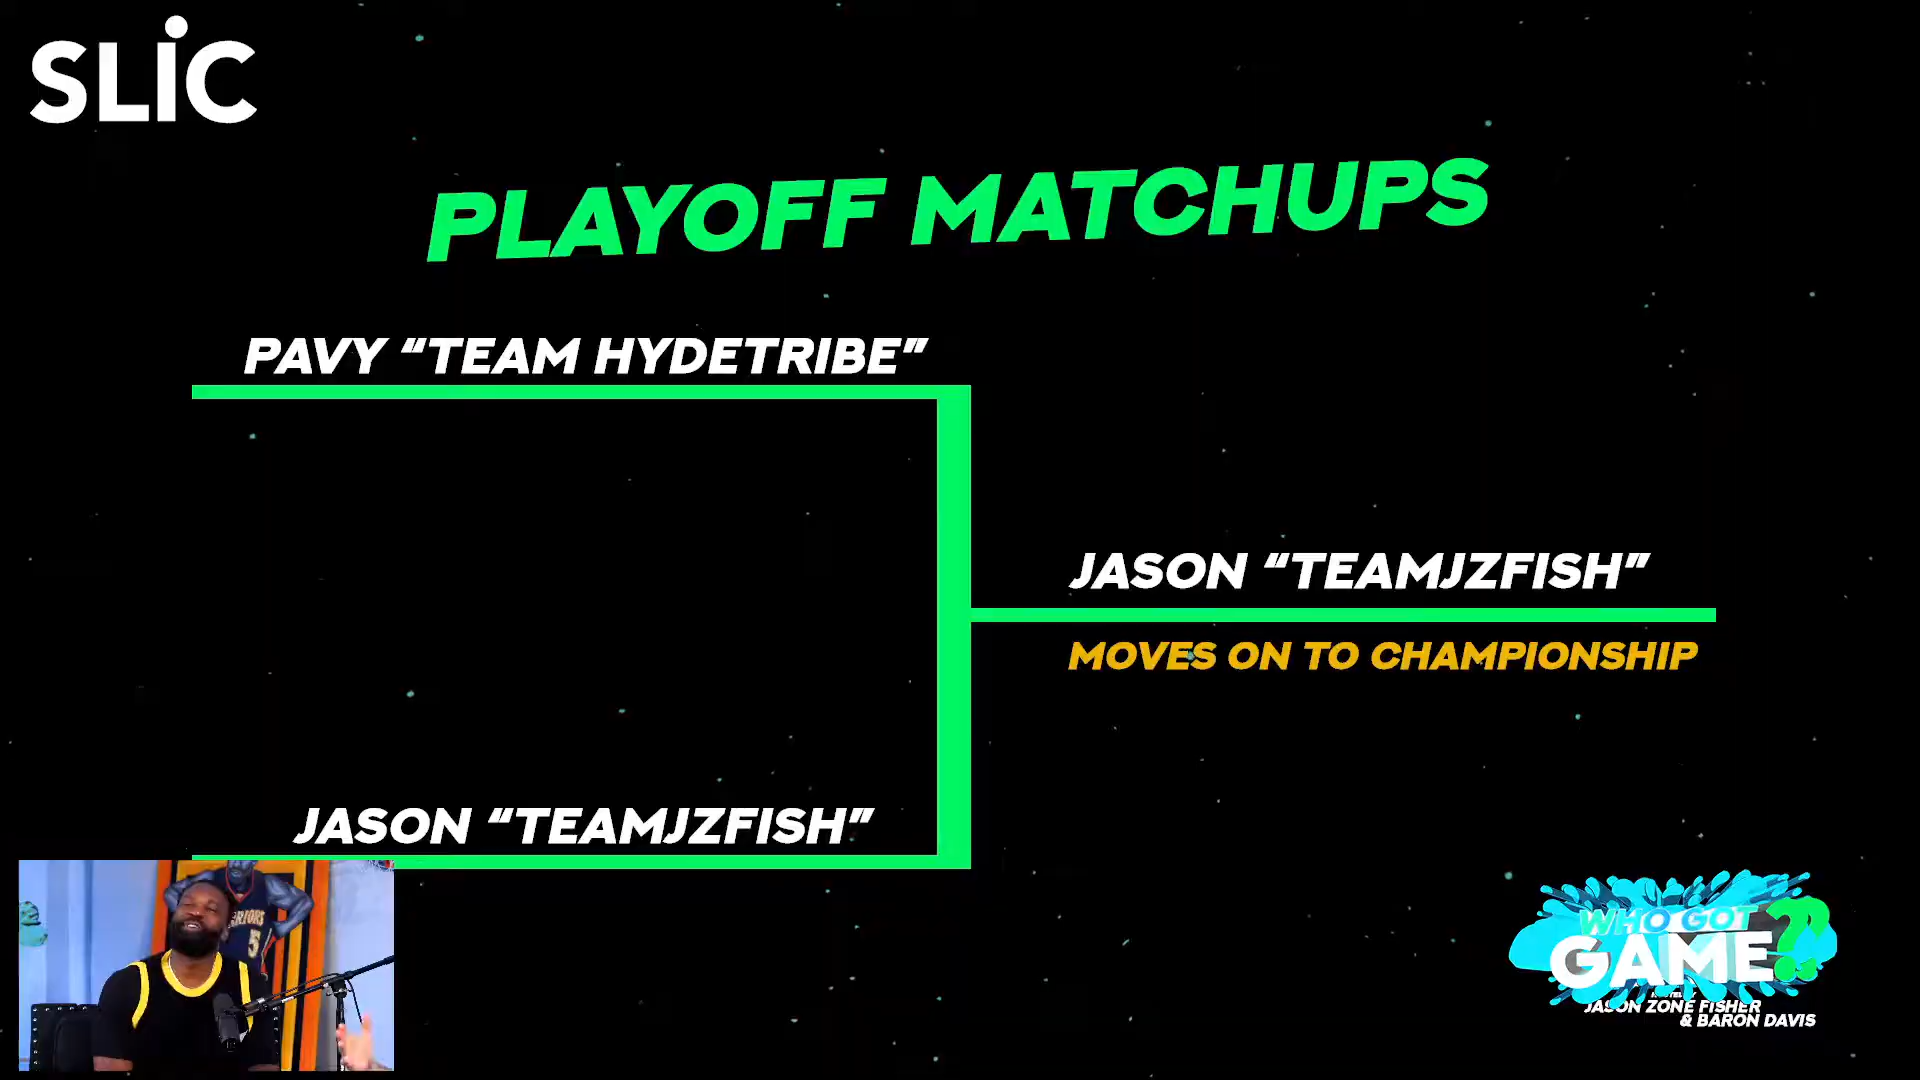 SLiC
PLAYOFF MATCHUPS
PAVY “TEAM HYDETRIBE”
JASON “TEAMJZFISH”
MOVES ON TO CHAMPIONSHIP
JASON “TEAMJZFISH”
5
WHO GOT
GAME?
JASON ZONE FISHER
& BARON DAVIS